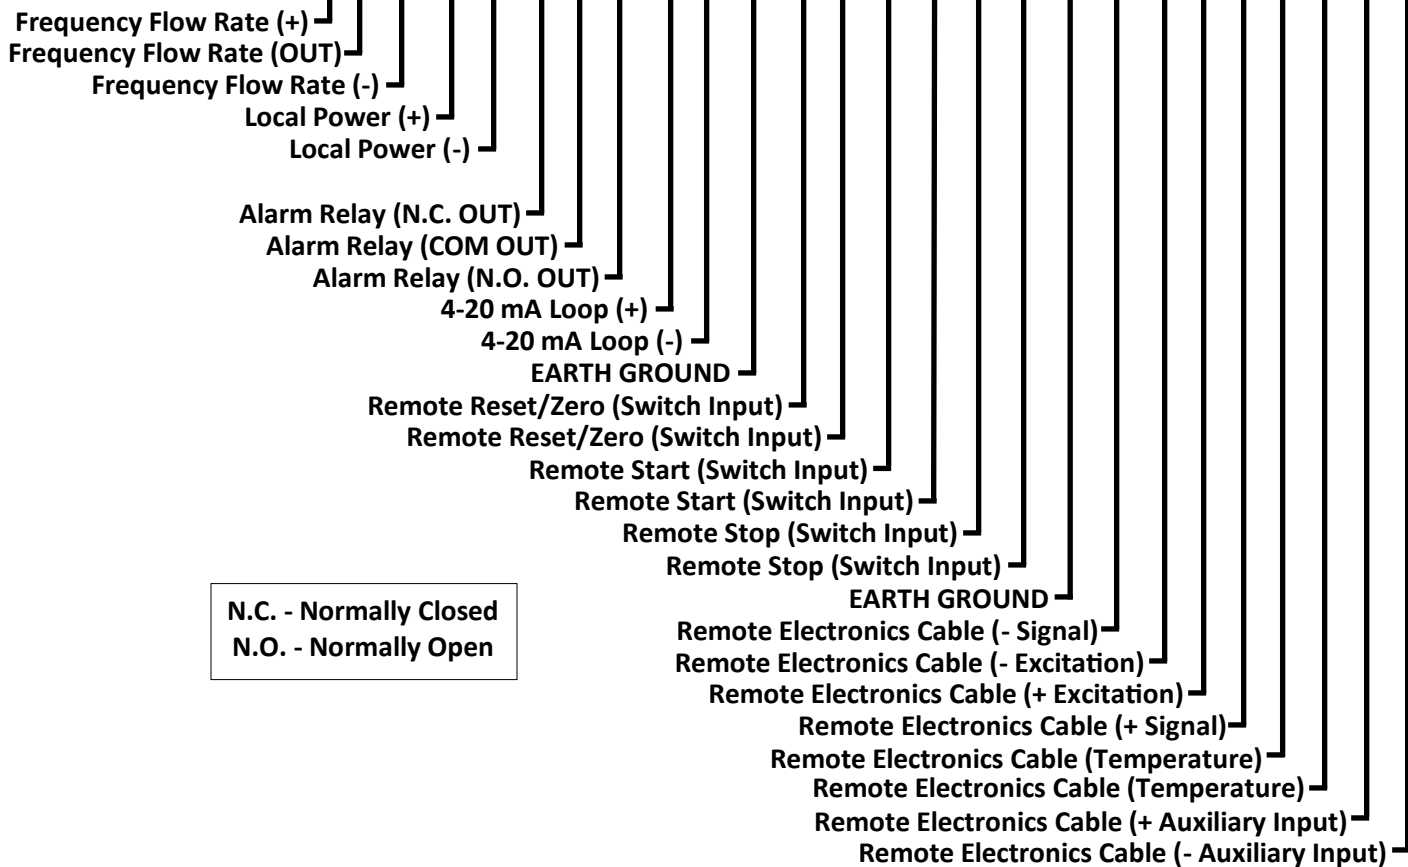 Frequency Flow Rate (+)
Frequency Flow Rate (OUT)
Frequency Flow Rate (-)
Local Power (+)
Local Power (-)
Alarm Relay (N.C. OUT)
Alarm Relay (COM OUT)
Alarm Relay (N.O. OUT)
4-20 mA Loop (+)
4-20 mA Loop (-)
EARTH GROUND
Remote Reset/Zero (Switch Input)
Remote Reset/Zero (Switch Input)
Remote Start (Switch Input)
Remote Start (Switch Input)
Remote Stop (Switch Input)
Remote Stop (Switch Input)
EARTH GROUND
N.C. - Normally Closed
N.O. - Normally Open
Remote Electronics Cable (- Signal)
Remote Electronics Cable (- Excitation)
Remote Electronics Cable (+ Excitation)
Remote Electronics Cable (+ Signal)
Remote Electronics Cable (Temperature)
Remote Electronics Cable (Temperature)
Remote Electronics Cable (+ Auxiliary Input)
Remote Electronics Cable (- Auxiliary Input)